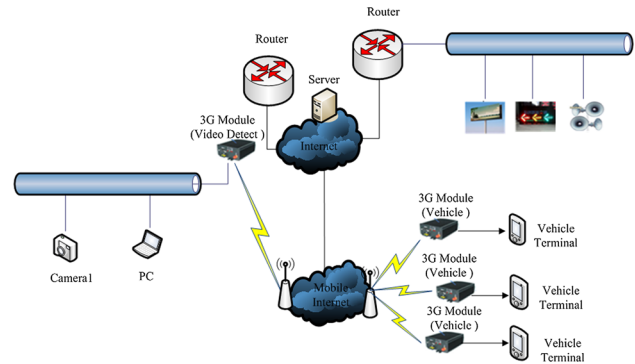 Router
Router
Server
3G Module
(Video Detect )
Internet
3G Module
(Vehicle )
Vehicle
Terminal
Camera1
PC
Mobile
Internet
3G Module
(Vehicle )
Vehicle
Terminal
3G Module
(Vehicle )
Vehicle
Terminal